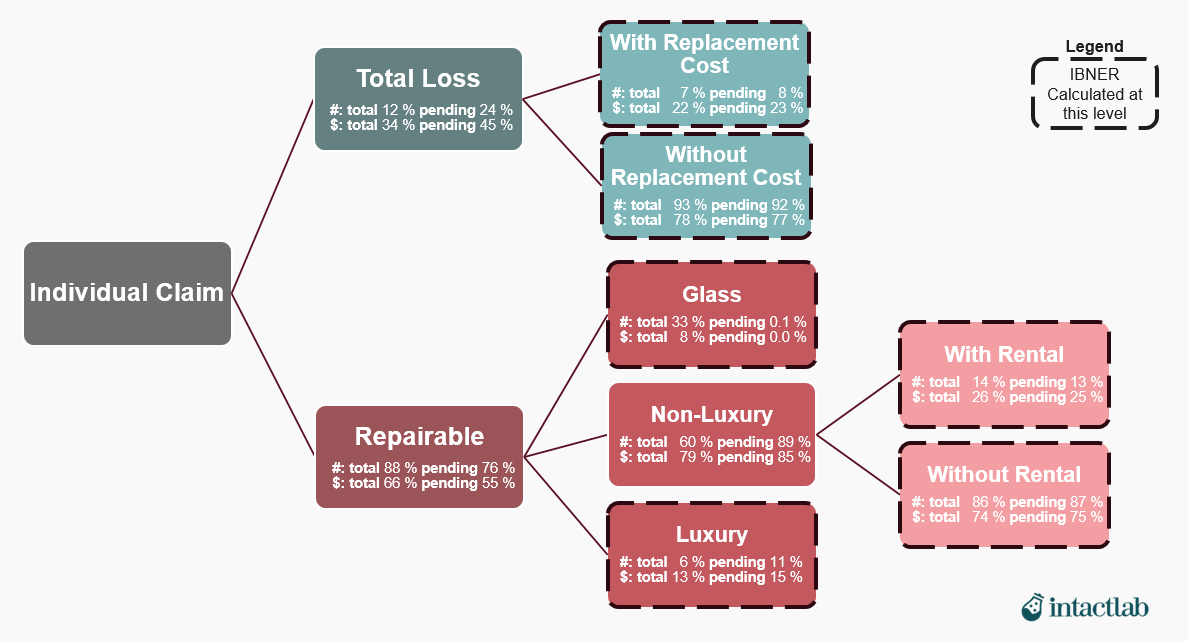 Individual Claim
Total Loss
#: total 12 % pending 24 %
$: total 34 % pending 45 %
With Replacement
Cost
#: total 7 % pending 8 %
$: total 22 % pending 23 %
Without
Replacement Cost
#: total 93 % pending 92 %
$: total 78 % pending 77 %
Repairable
#: total 88 % pending 76 %
$: total 66 % pending 55 %
Glass
#: total 33 % pending 0.1 %
$: total 8 % pending 0.0 %
Non-Luxury
#: total 60 % pending 89 %
$: total 79 % pending 85 %
Luxury
#: total 6 % pending 11 %
$: total 13 % pending 15 %
With Rental
#: total 14 % pending 13 %
$: total 26 % pending 25 %
Without Rental
#: total 86 % pending 87 %
$: total 74 % pending 75 %
Legend
IBNER
Calculated at
this level
intactlab